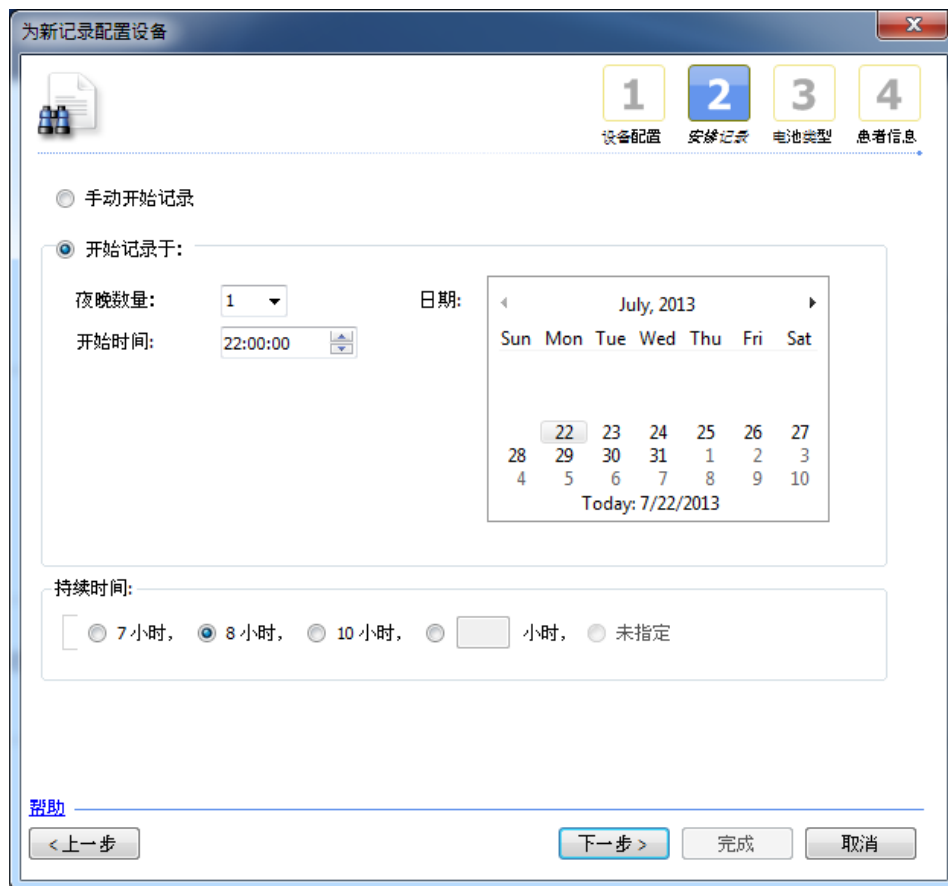 为新记录配置设备
1 2 3 4
设备配置 安排记录 电池类型 患者信息
手动开始记录
开始记录于:
夜晚数量: 1 日期:
开始时间: 22:00:00
July, 2013
Sun Mon Tue Wed Thu Fri Sat
22 23 24 25 26 27
28 29 30 31 1 2 3
4 5 6 7 8 9 10
Today: 7/22/2013
持续时间:
7 小时, 8 小时, 10 小时, 小时, 未指定
帮助
<上一步 下一步> 完成 取消